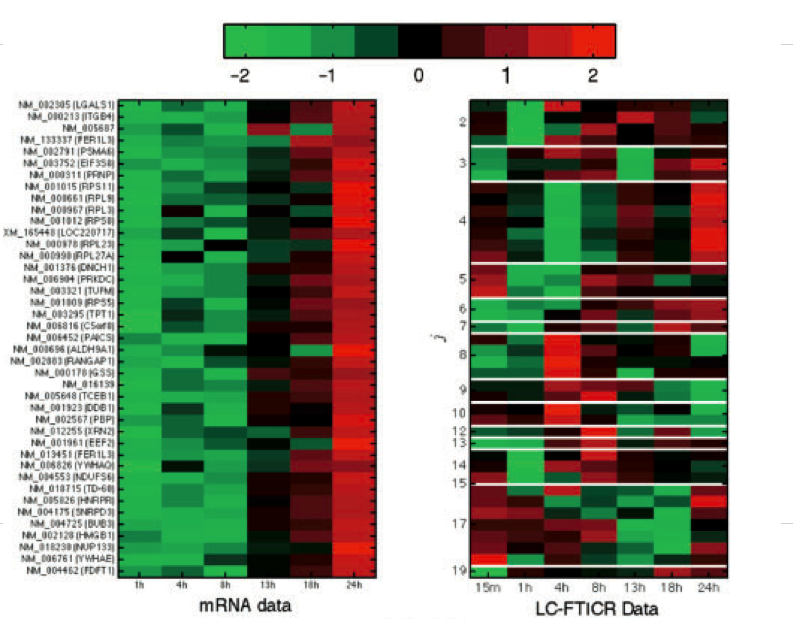 −2 −1 0 1 2
NM_002305 (LGALS1)
NM_000213 (ITGB4)
NM_005687
NM_133337 (FER1L3)
NM_002791 (PSMA6)
NM_003752 (EIF3S8)
NM_000311 (PRNP)
NM_001015 (RPS11)
NM_000661 (RPL9)
NM_000967 (RPL3)
NM_001012 (RPS8)
XM_165448 (LOC220717)
NM_000978 (RPL23)
NM_000990 (RPL27A)
NM_001376 (DNCH1)
NM_006904 (PRKDC)
NM_003321 (TUFM)
NM_001009 (RPS5)
NM_003295 (TPT1)
NM_006816 (C5orf8)
NM_006452 (PAICS)
NM_000696 (ALDH9A1)
NM_002883 (RANGAP1)
NM_000178 (GSS)
NM_016139
NM_005648 (TCEB1)
NM_001923 (DDB1)
NM_002567 (PBP)
NM_012255 (XRN2)
NM_001961 (EEF2)
NM_013451 (FER1L3)
NM_006826 (YWHAQ)
NM_004553 (NDUFS6)
NM_018715 (TD-60)
NM_005826 (HNRPR)
NM_004175 (SNRPD3)
NM_004725 (BUB3)
NM_002128 (HMGB1)
NM_018230 (NUP133)
NM_006761 (YWHAE)
NM_004462 (FDFT1)
1h 4h 8h 13h 18h 24h
mRNA data
2
3
4
5
6
7
8
9
10
12
13
14
15
17
19
j
15m 1h 4h 8h 13h 18h 24h
LC-FTICR Data